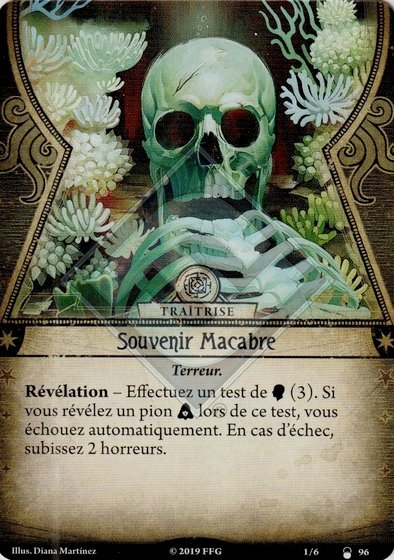 TRAÎTRISE
Souvenir Macabre
Terreur.
Révélation – Effectuez un test de (3). Si
vous révélez un pion lors de ce test, vous
échouez automatiquement. En cas d'échec,
subissez 2 horreurs.
Illus. Diana Martínez © 2019 FFG 1/6 96